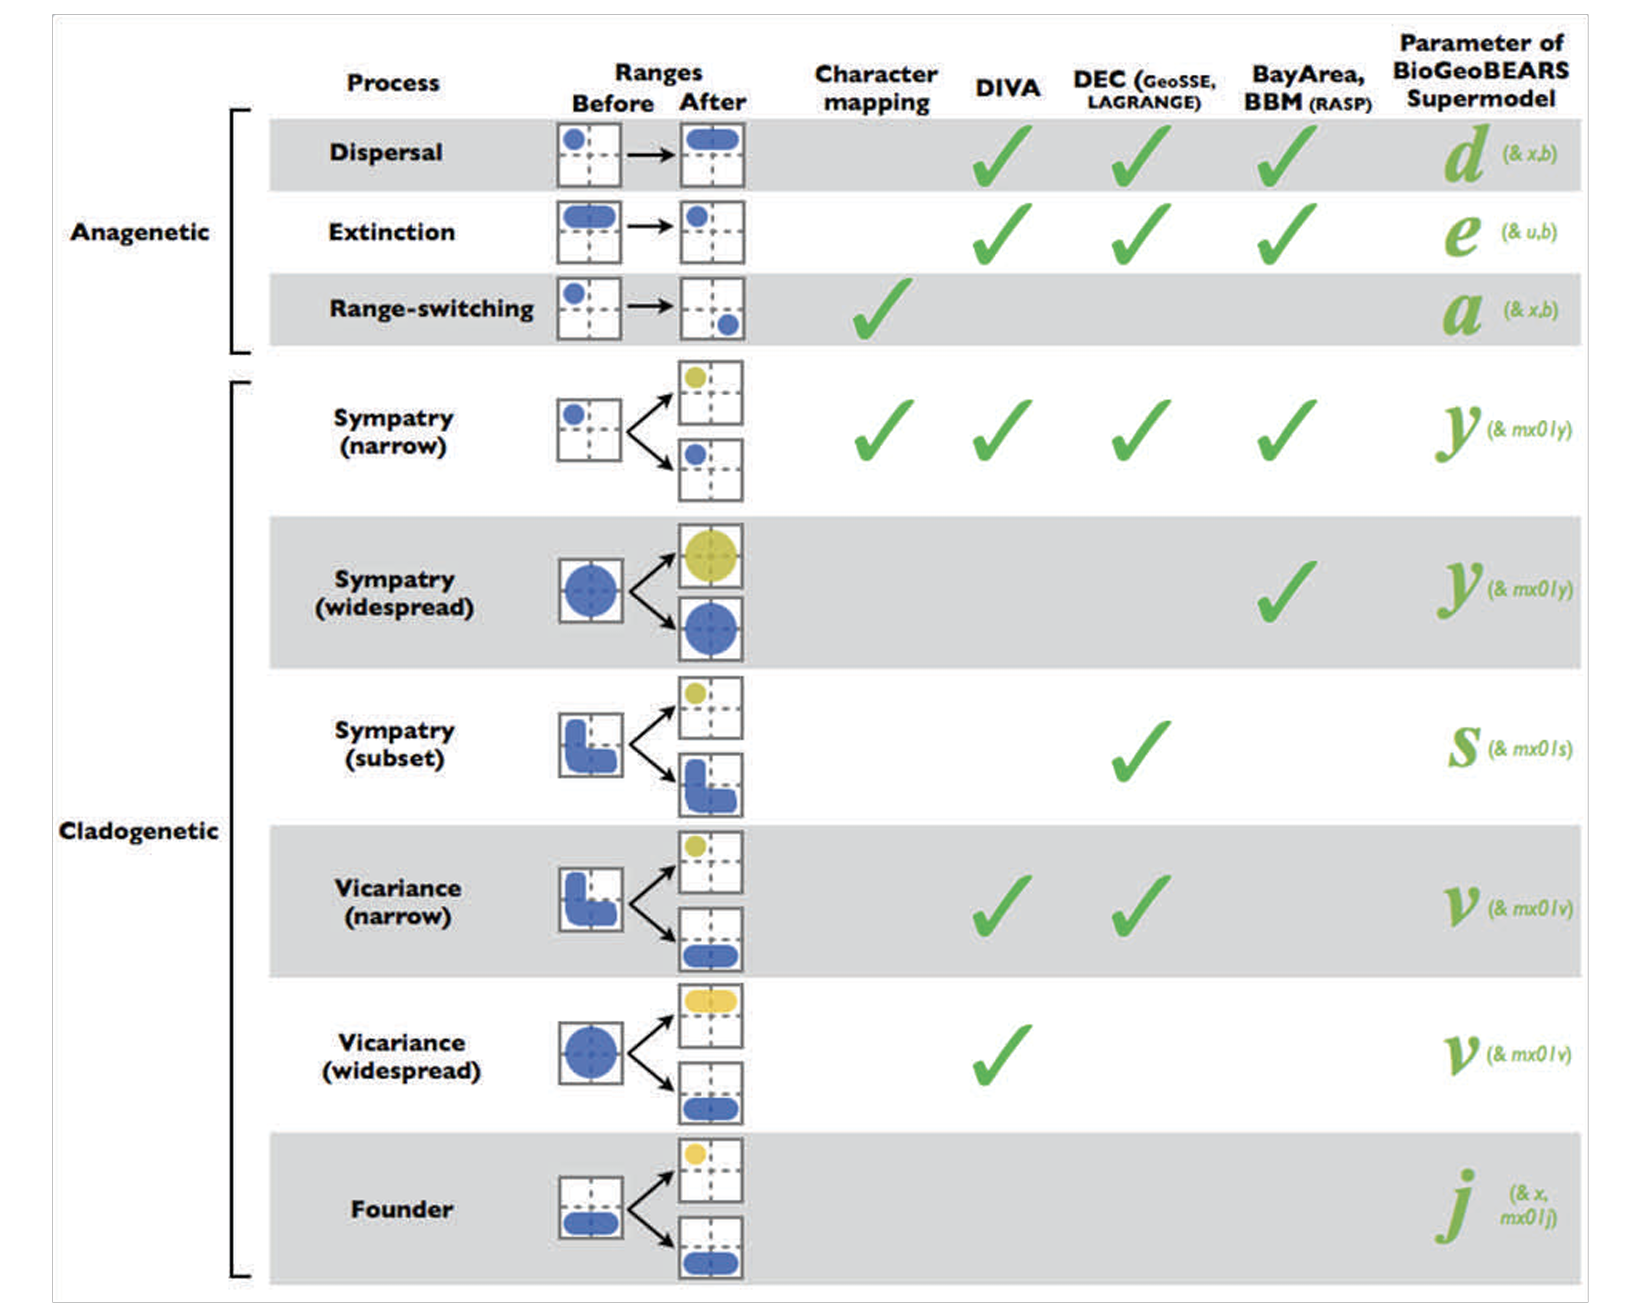 Process
Ranges
Before After
Character
mapping
DIVA
DEC (GeoSSE,
LAGRANGE)
BayArea,
BBM (RASP)
Parameter of
BioGeoBEARS
Supermodel
Anagenetic
Dispersal
d (& x,b)
Extinction
e (& u,b)
Range-switching
a (& x,b)
Cladogenetic
Sympatry
(narrow)
y (& mx01y)
Sympatry
(widespread)
y (& mx01y)
Sympatry
(subset)
s (& mx01s)
Vicariance
(narrow)
v (& mx01v)
Vicariance
(widespread)
v (& mx01v)
Founder
j (& x,
mx01j)